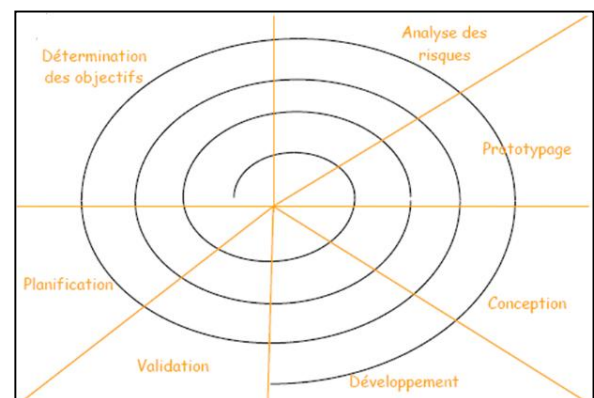 Détermination
des objectifs
Analyse des
risques
Prototypage
Conception
Développement
Validation
Planification